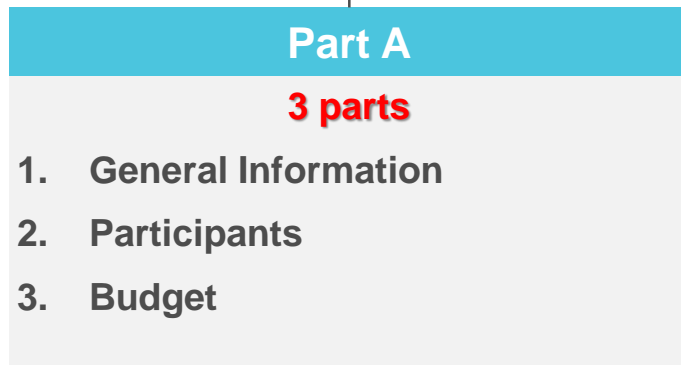 Part A
3 parts
1. General Information
2. Participants
3. Budget